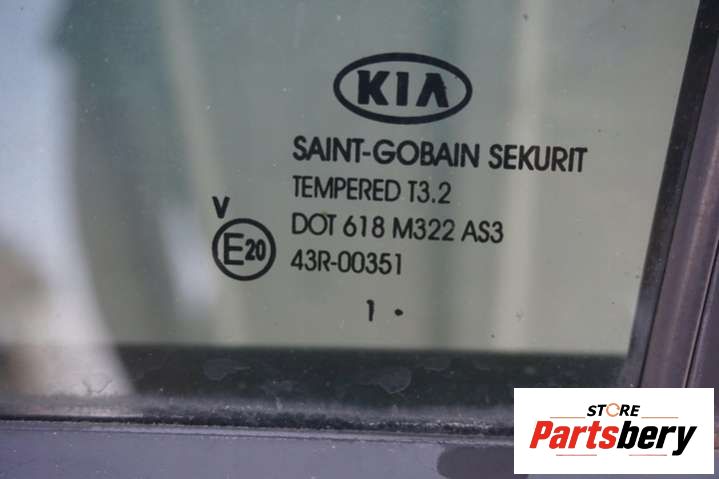 KIA
SAINT-GOBAIN SEKURIT
TEMPERED T3.2
V
DOT 618 M322 AS3
E20
43R-00351
1 •
STORE
Partsbery